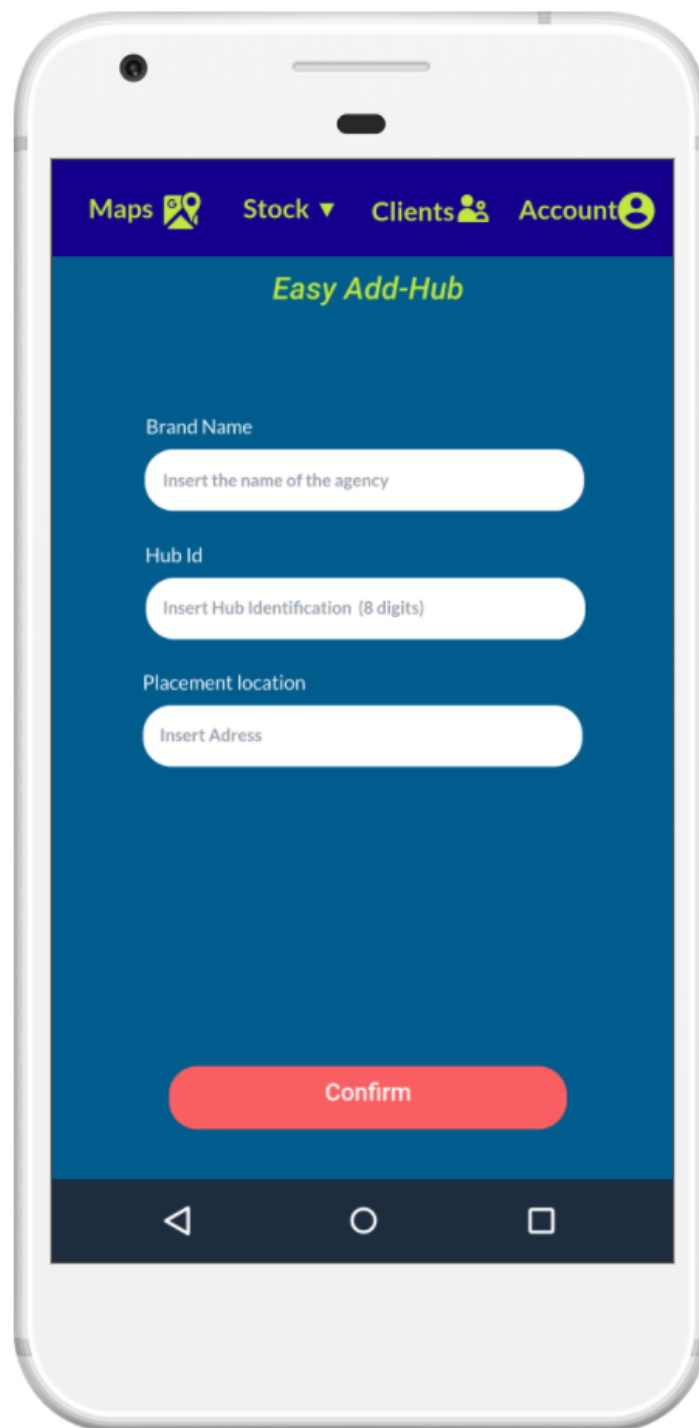 Maps Stock ▼ Clients Account
Easy Add-Hub
Brand Name
Insert the name of the agency
Hub Id
Insert Hub Identification (8 digits)
Placement location
Insert Adress
Confirm